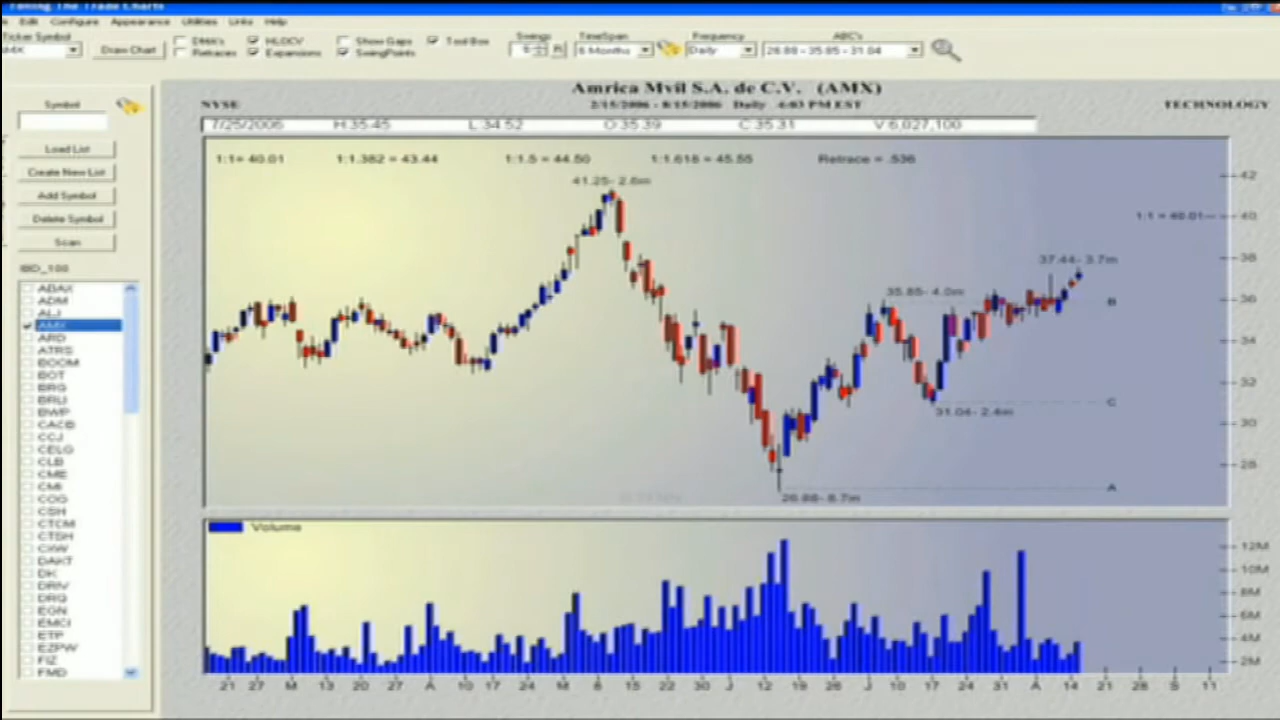 Timing The Trade Charts
Edit Configure Appearance Utilities Links Help
Ticker Symbol
AMX
Draw Chart
DMA's
Retraces
HLOCV
Expansions
Show Gaps
SwingPoints
Tool Box
Swings
6
TimeSpan
6 Months
Frequency
Daily
ABC's
26.88 - 35.85 - 31.04
Symbol
Load List
Create New List
Add Symbol
Delete Symbol
Scan
IBD_100
ABAX
ADM
ALJ
AMX
ARD
ATRS
BOOM
BOT
BRG
BRLI
BWP
CACB
CCJ
CELG
CLB
CME
CMI
COG
CSH
CTCM
CTSH
CXW
DAKT
DK
DRIV
DRQ
EGN
EMCI
ETP
EZPW
FIZ
FMD
Amrica Mvil S.A. de C.V. (AMX)
NYSE
2/15/2006 - 8/15/2006 Daily 4:03 PM EST
TECHNOLOGY
7/25/2006 H:35.45 L:34.52 O:35.39 C:35.31 V:6,027,100
1:1= 40.01 1:1.382 = 43.44 1:1.5 = 44.50 1:1.618 = 45.55 Retrace = .536
41.25- 2.6m
1:1 = 40.01
37.44- 3.7m
35.85- 4.0m
B
C
31.04- 2.4m
A
26.88- 6.7m
42
40
38
36
34
32
30
28
Volume
12M
10M
8M
6M
4M
2M
21 27 M 13 20 27 A 10 17 24 M 8 15 22 30 J 12 19 26 J 10 17 24 31 A 14 21 28 S 11